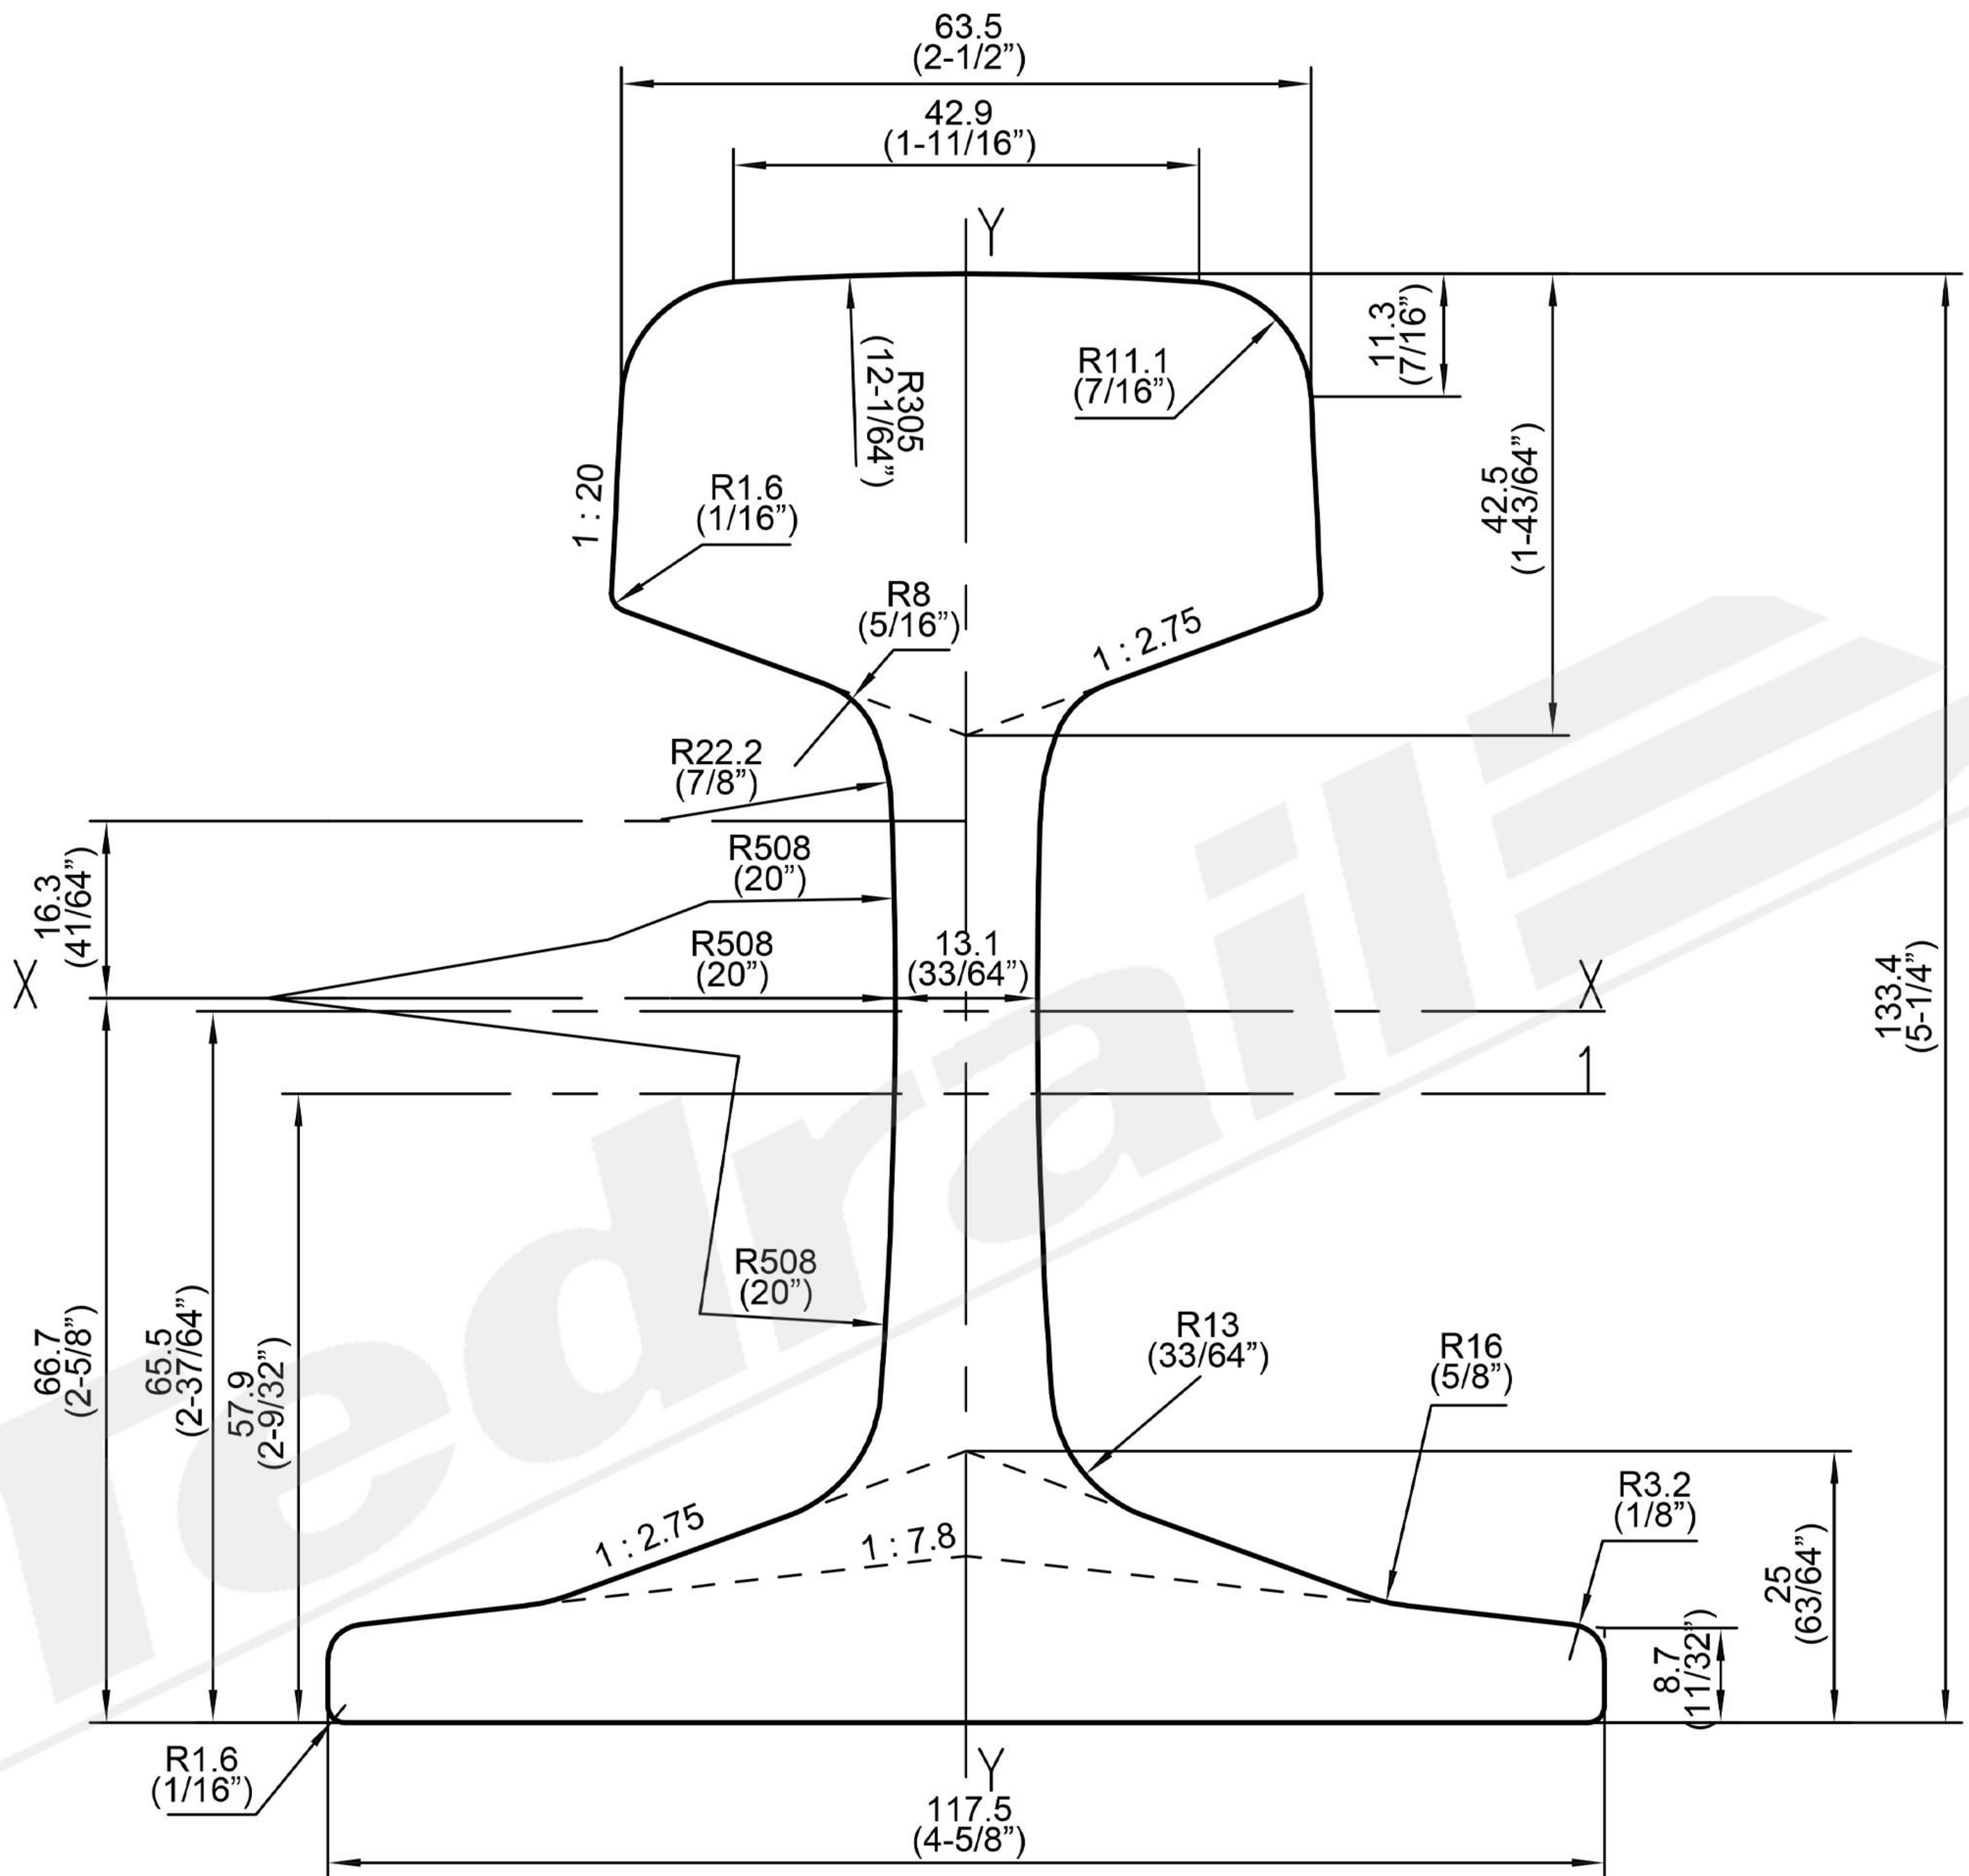 63.5
(2-1/2”)
42.9
(1-11/16”)
Y
11.3
(7/16”)
R305
(12-1/64”)
R11.1
(7/16”)
42.5
(1-43/64”)
1 : 20
R1.6
(1/16”)
R8
(5/16”)
1 : 2.75
R22.2
(7/8”)
R508
(20”)
16.3
(41/64”)
X
R508
(20”)
13.1
(33/64”)
X
133.4
(5-1/4”)
1
R508
(20”)
66.7
(2-5/8”)
65.5
(2-37/64”)
57.9
(2-9/32”)
R13
(33/64”)
R16
(5/8”)
R3.2
(1/8”)
1 : 2.75
1 : 7.8
25
(63/64”)
8.7
(11/32”)
R1.6
(1/16”)
Y
117.5
(4-5/8”)
redrail